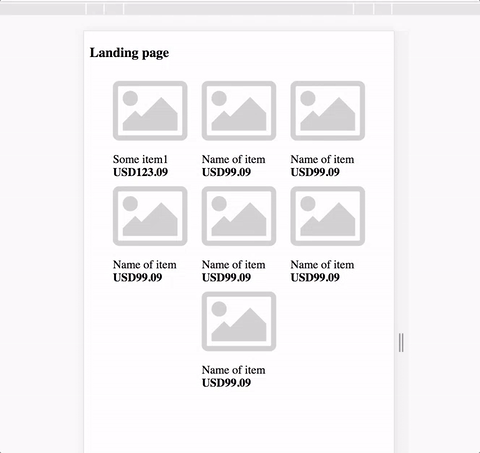 Landing page
Some item1 Name of item Name of item
USD123.09 USD99.09 USD99.09
Name of item Name of item Name of item
USD99.09 USD99.09 USD99.09
Name of item
USD99.09